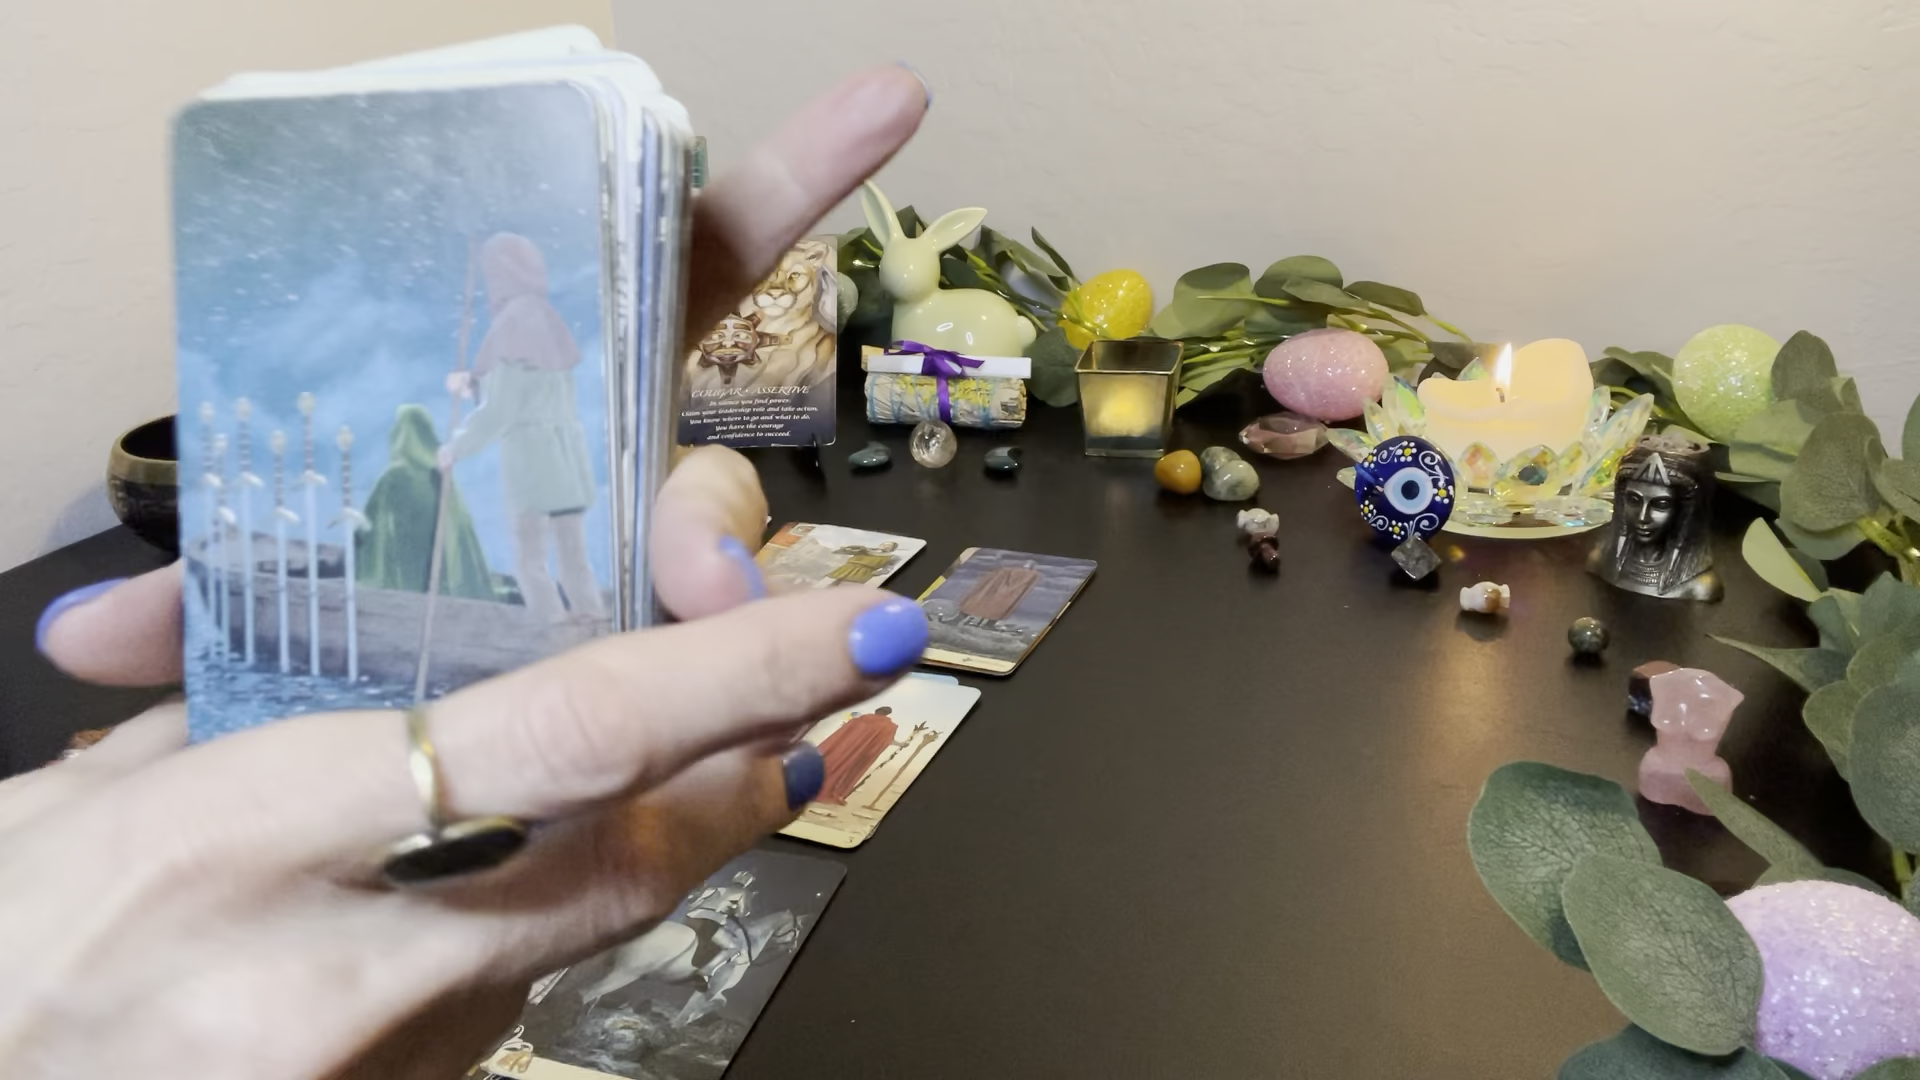 COUGAR • ASSERTIVE
In silence you find power.
Claim your leadership role and take action.
You know where to go and what to do.
You have the courage
and confidence to succeed.